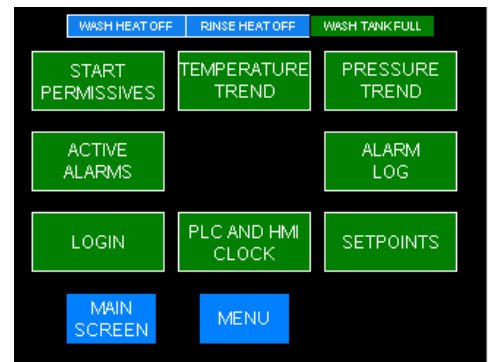 WASH HEAT OFF RINSE HEAT OFF WASH TANK FULL
START PERMISSIVES
TEMPERATURE TREND
PRESSURE TREND
ACTIVE ALARMS
ALARM LOG
LOGIN
PLC AND HMI CLOCK
SETPOINTS
MAIN SCREEN
MENU